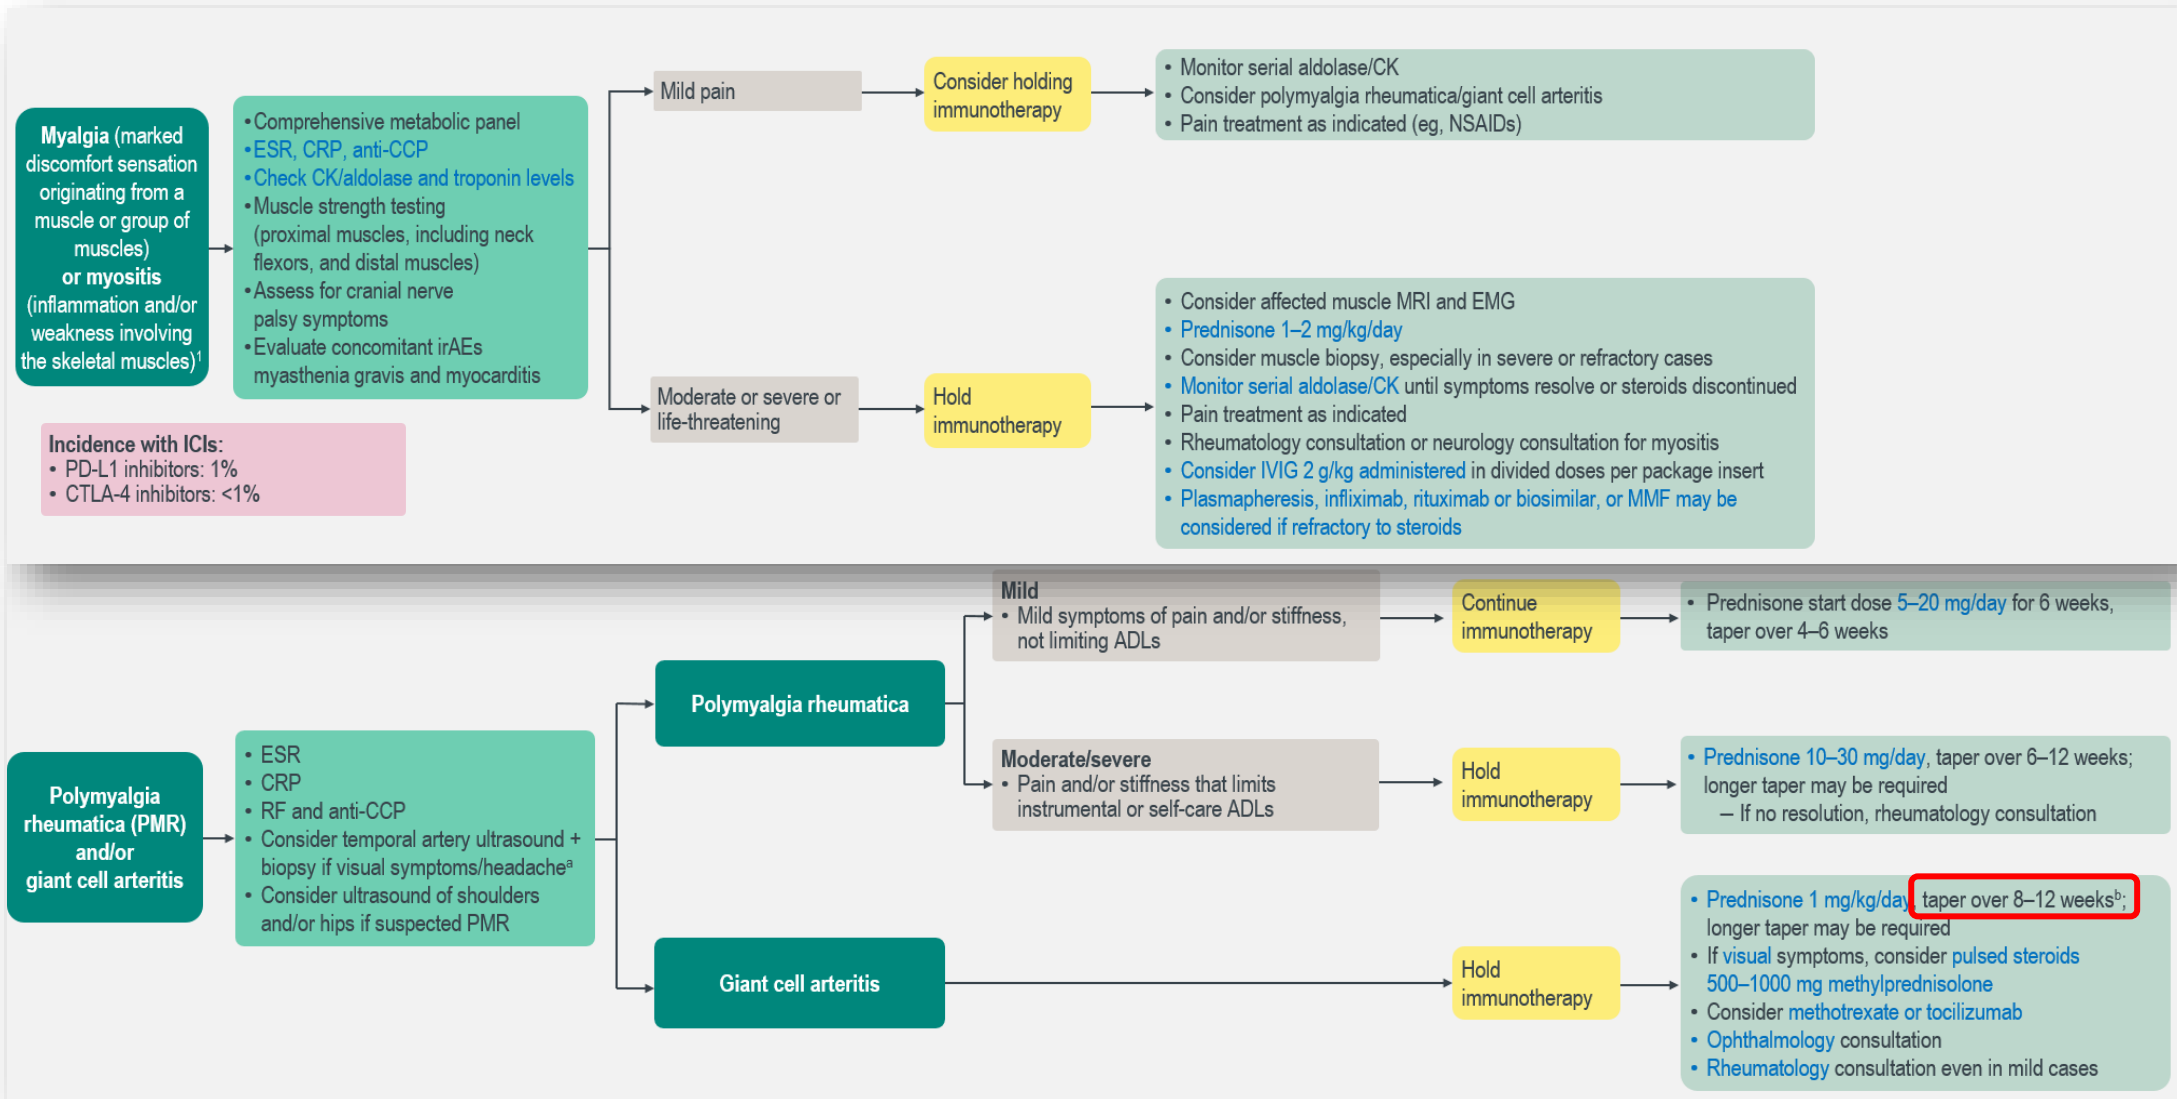 Myalgia (marked
discomfort sensation
originating from a
muscle or group of
muscles)
or myositis
(inflammation and/or
weakness involving
the skeletal muscles)¹
• Comprehensive metabolic panel
• ESR, CRP, anti-CCP
• Check CK/aldolase and troponin levels
• Muscle strength testing
(proximal muscles, including neck
flexors, and distal muscles)
• Assess for cranial nerve
palsy symptoms
• Evaluate concomitant irAEs
myasthenia gravis and myocarditis
Mild pain
Consider holding
immunotherapy
• Monitor serial aldolase/CK
• Consider polymyalgia rheumatica/giant cell arteritis
• Pain treatment as indicated (eg, NSAIDs)
Moderate or severe or
life-threatening
Hold
immunotherapy
• Consider affected muscle MRI and EMG
• Prednisone 1–2 mg/kg/day
• Consider muscle biopsy, especially in severe or refractory cases
• Monitor serial aldolase/CK until symptoms resolve or steroids discontinued
• Pain treatment as indicated
• Rheumatology consultation or neurology consultation for myositis
• Consider IVIG 2 g/kg administered in divided doses per package insert
• Plasmapheresis, infliximab, rituximab or biosimilar, or MMF may be
considered if refractory to steroids
Incidence with ICIs:
• PD-L1 inhibitors: 1%
• CTLA-4 inhibitors: <1%
Polymyalgia
rheumatica (PMR)
and/or
giant cell arteritis
• ESR
• CRP
• RF and anti-CCP
• Consider temporal artery ultrasound +
biopsy if visual symptoms/headacheᵃ
• Consider ultrasound of shoulders
and/or hips if suspected PMR
Polymyalgia rheumatica
Mild
• Mild symptoms of pain and/or stiffness,
not limiting ADLs
Continue
immunotherapy
• Prednisone start dose 5–20 mg/day for 6 weeks,
taper over 4–6 weeks
Moderate/severe
• Pain and/or stiffness that limits
instrumental or self-care ADLs
Hold
immunotherapy
• Prednisone 10–30 mg/day, taper over 6–12 weeks;
longer taper may be required
– If no resolution, rheumatology consultation
Giant cell arteritis
Hold
immunotherapy
• Prednisone 1 mg/kg/day, taper over 8–12 weeksᵇ;
longer taper may be required
• If visual symptoms, consider pulsed steroids
500–1000 mg methylprednisolone
• Consider methotrexate or tocilizumab
• Ophthalmology consultation
• Rheumatology consultation even in mild cases